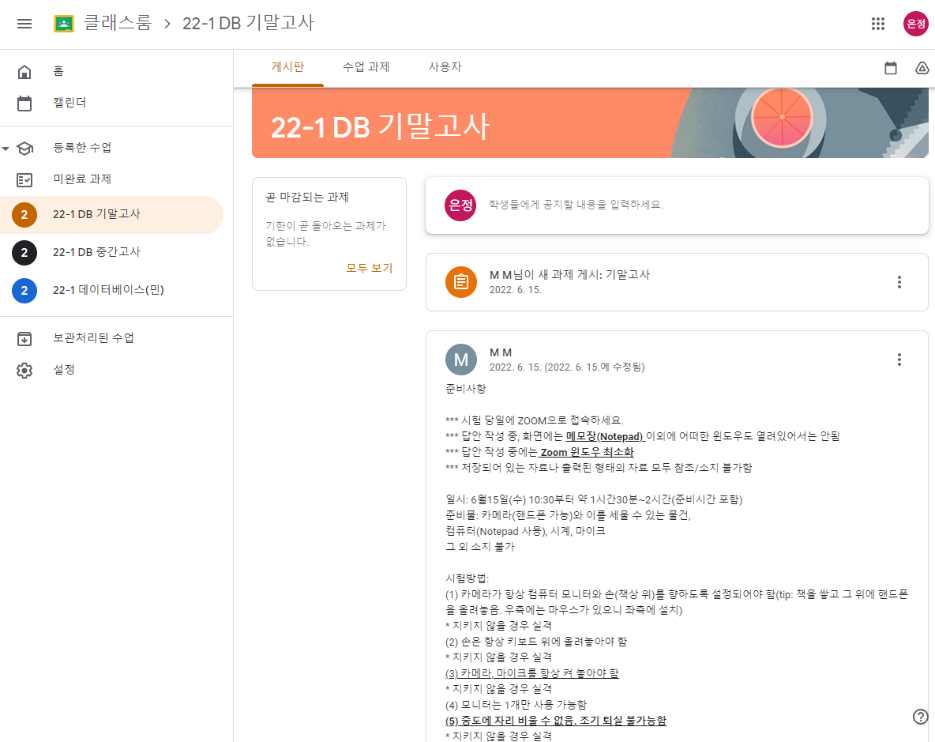 클래스룸 > 22-1 DB 기말고사
은정
홈
캘린더
등록한 수업
미완료 과제
2 22-1 DB 기말고사
2 22-1 DB 중간고사
2 22-1 데이터베이스(민)
보관처리된 수업
설정
게시판 수업 과제 사용자
22-1 DB 기말고사
곧 마감되는 과제
기한이 곧 돌아오는 과제가
없습니다.
모두 보기
은정 학생들에게 공지할 내용을 입력하세요.
M M님이 새 과제 게시: 기말고사
2022. 6. 15.
M
M M
2022. 6. 15. (2022. 6. 15.에 수정됨)
준비사항
*** 시험 당일에 ZOOM으로 접속하세요.
*** 답안 작성 중, 화면에는 메모장(Notepad) 이외에 어떠한 윈도우도 열려있어서는 안됨
*** 답안 작성 중에는 Zoom 윈도우 최소화
*** 저장되어 있는 자료나 출력된 형태의 자료 모두 참조/소지 불가함
일시: 6월15일(수) 10:30부터 약 1시간30분~2시간(준비시간 포함)
준비물: 카메라(핸드폰 가능)와 이를 세울 수 있는 물건,
컴퓨터(Notepad 사용), 시계, 마이크
그 외 소지 불가
시험방법:
(1) 카메라가 항상 컴퓨터 모니터와 손(책상 위)를 향하도록 설정되어야 함(tip: 책을 쌓고 그 위에 핸드폰
을 올려놓음. 우측에는 마우스가 있으니 좌측에 설치)
* 지키지 않을 경우 실격
(2) 손은 항상 키보드 위에 올려놓아야 함
* 지키지 않을 경우 실격
(3) 카메라, 마이크를 항상 켜 놓아야 함
* 지키지 않을 경우 실격
(4) 모니터는 1개만 사용 가능함
(5) 중도에 자리 비울 수 없음. 조기 퇴실 불가능함
* 지키지 않을 경우 실격